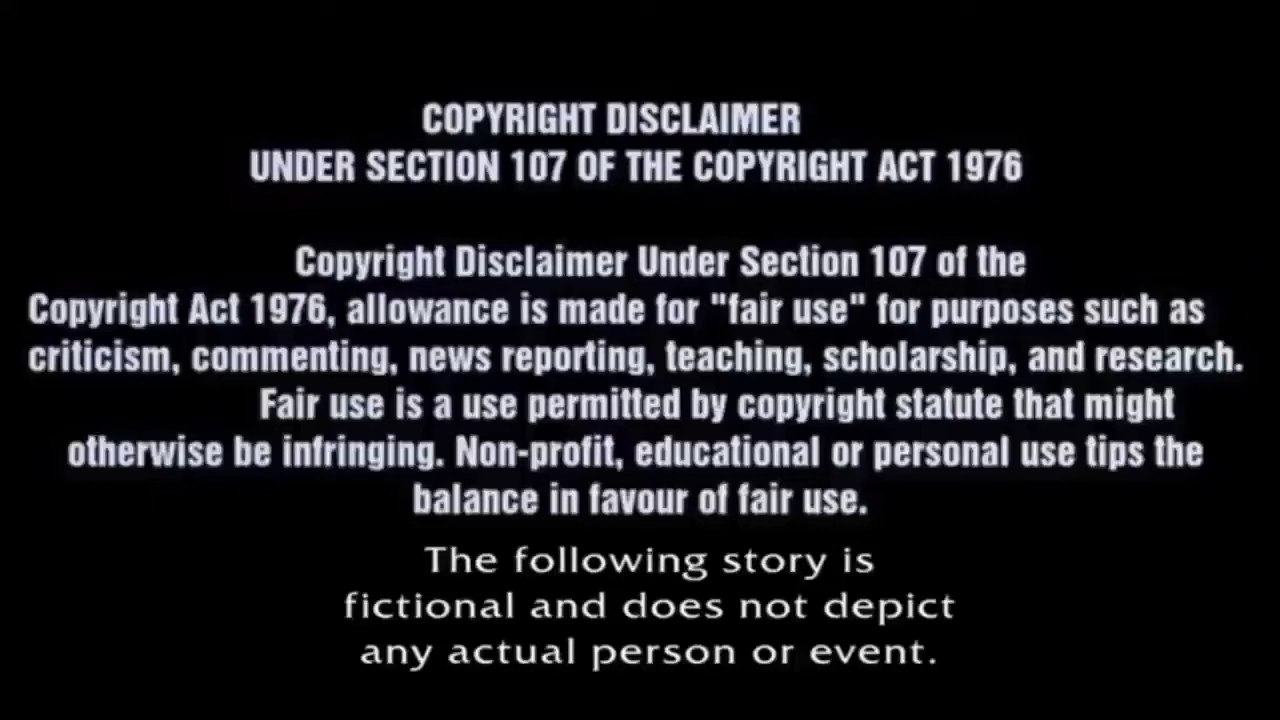 COPYRIGHT DISCLAIMER
UNDER SECTION 107 OF THE COPYRIGHT ACT 1976
Copyright Disclaimer Under Section 107 of the
Copyright Act 1976, allowance is made for "fair use" for purposes such as
criticism, commenting, news reporting, teaching, scholarship, and research.
Fair use is a use permitted by copyright statute that might
otherwise be infringing. Non-profit, educational or personal use tips the
balance in favour of fair use.
The following story is
fictional and does not depict
any actual person or event.